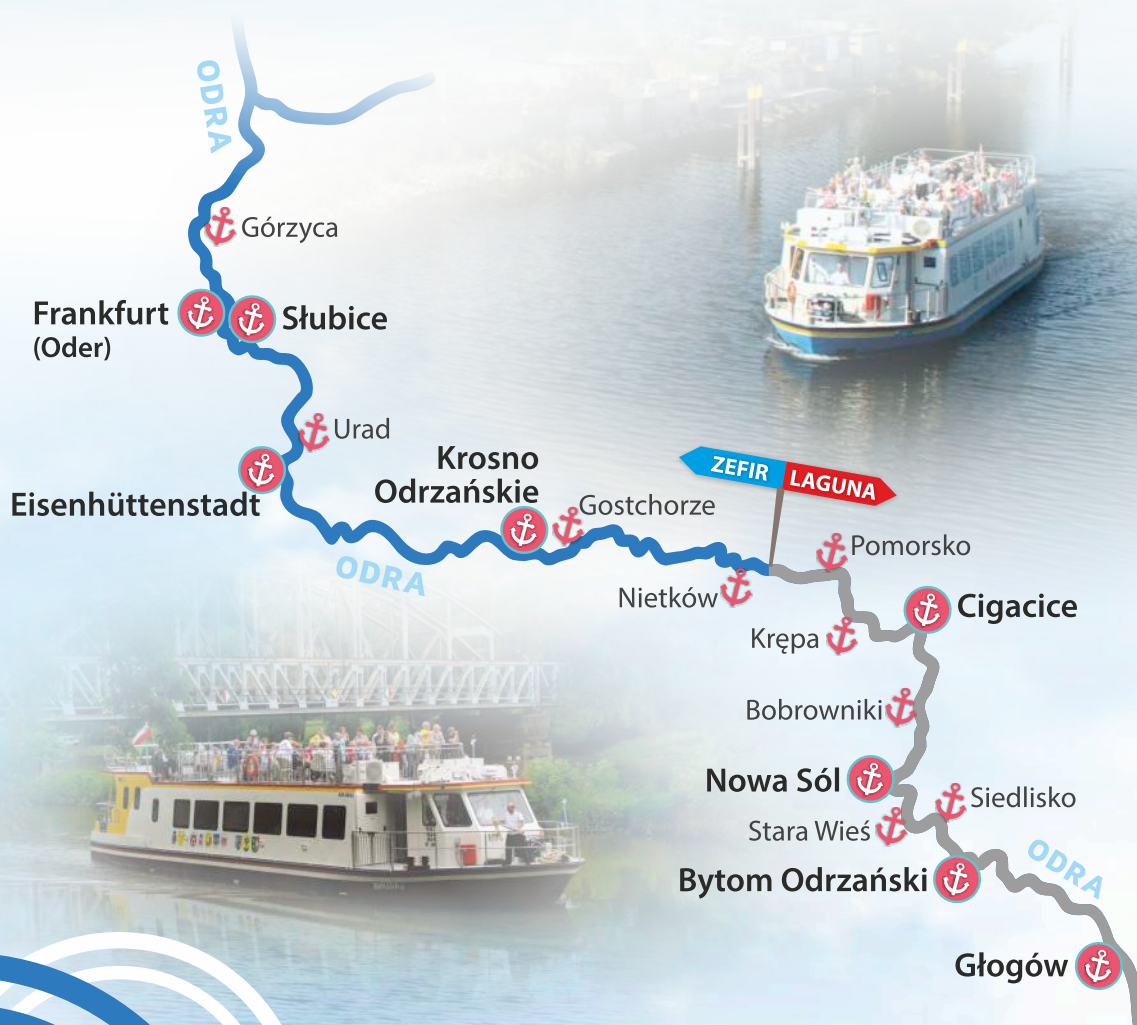 ODRA
Górzyca
Frankfurt
(Oder)
Słubice
Urad
Eisenhüttenstadt
Krosno
Odrzańskie
Gostchorze
ZEFIR
LAGUNA
ODRA
Nietków
Pomorsko
Cigacice
Krępa
Bobrowniki
Nowa Sól
Siedlisko
Stara Wieś
Bytom Odrzański
ODRA
Głogów